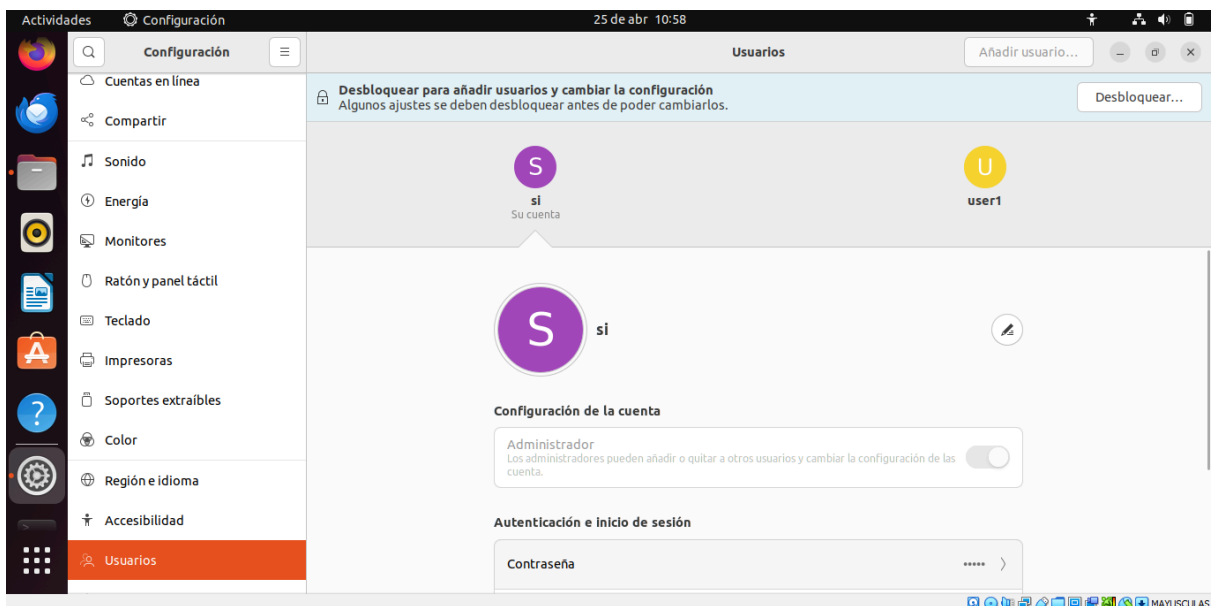 Actividades
Configuración
25 de abr 10:58
Configuración
Usuarios
Añadir usuario...
Cuentas en línea
Compartir
Sonido
Energía
Monitores
Ratón y panel táctil
Teclado
Impresoras
Soportes extraíbles
Color
Región e idioma
Accesibilidad
Usuarios
Desbloquear para añadir usuarios y cambiar la configuración
Algunos ajustes se deben desbloquear antes de poder cambiarlos.
Desbloquear...
S
si
Su cuenta
U
user1
S
si
Configuración de la cuenta
Administrador
Los administradores pueden añadir o quitar a otros usuarios y cambiar la configuración de las
cuenta.
Autenticación e inicio de sesión
Contraseña
•••••
MAYUSCULAS